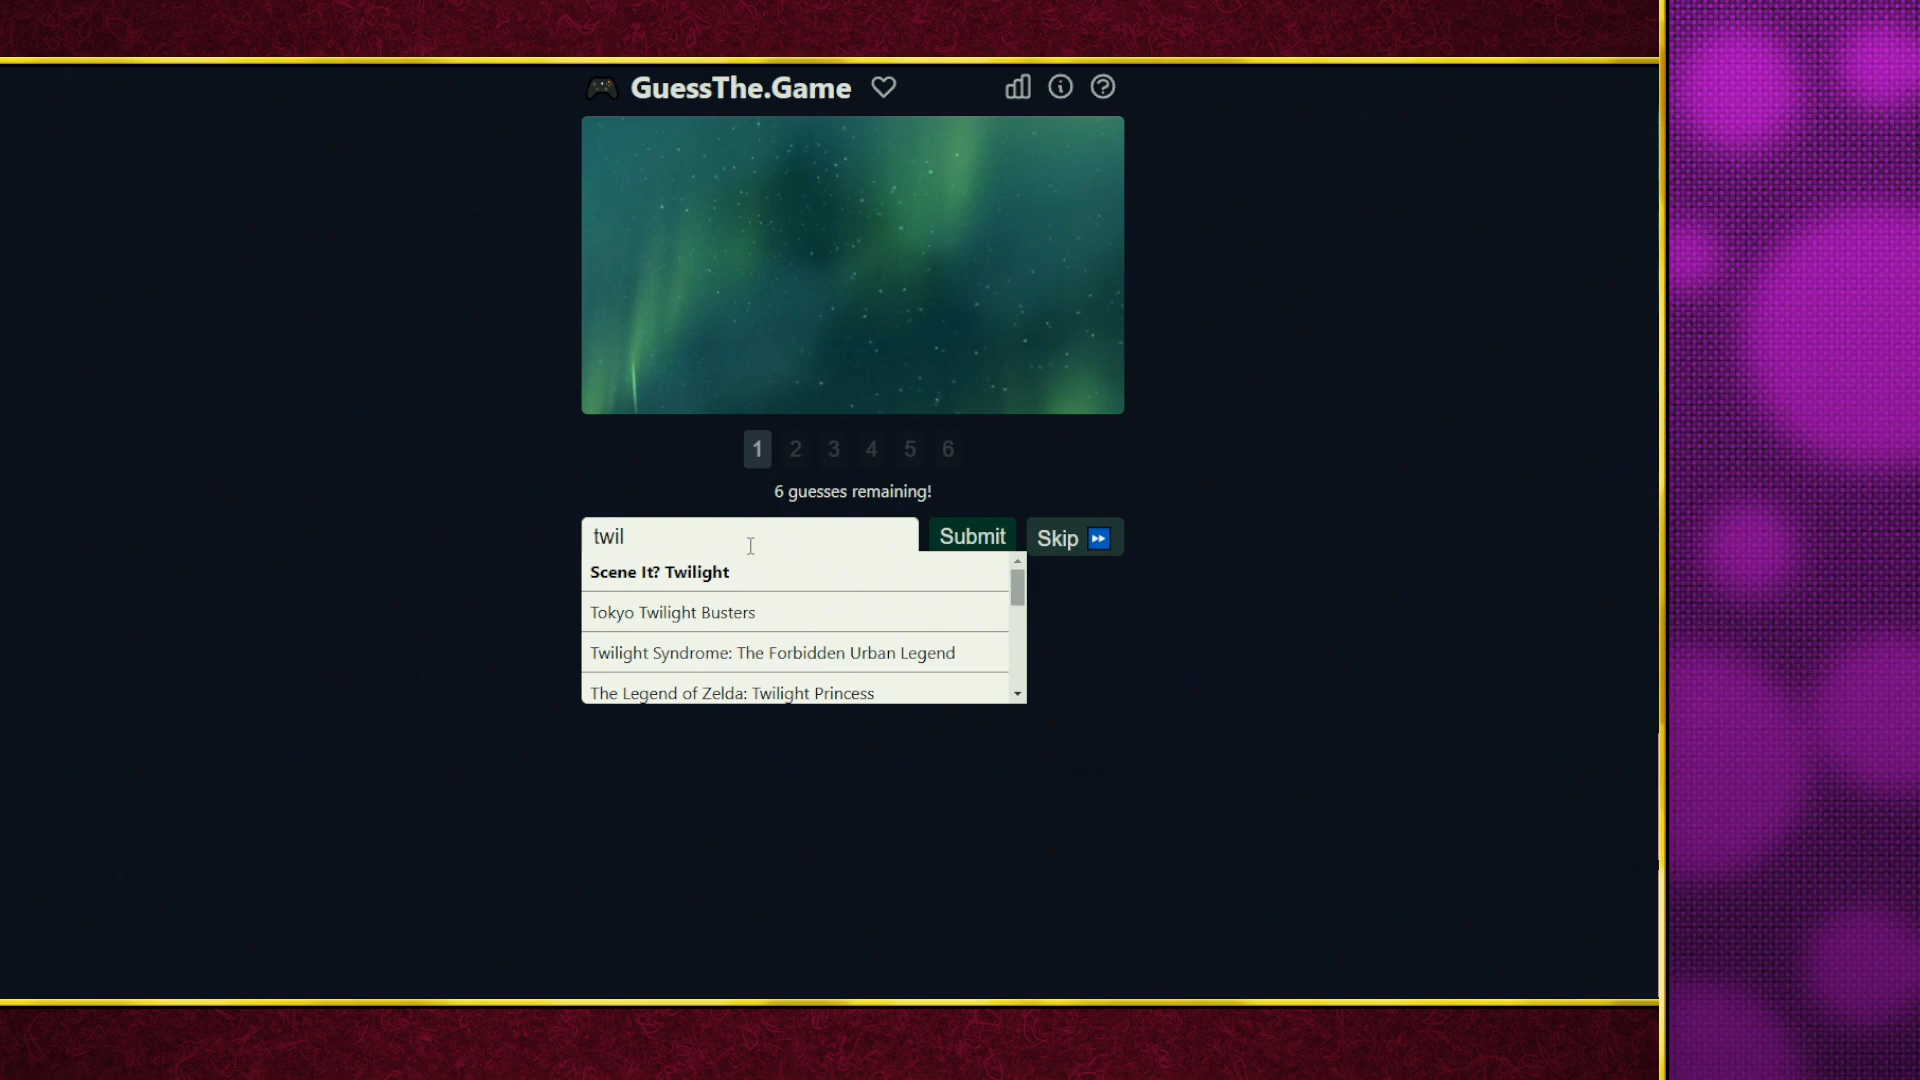 GuessThe.Game
1 2 3 4 5 6
6 guesses remaining!
twil
Submit
Skip
Scene It? Twilight
Tokyo Twilight Busters
Twilight Syndrome: The Forbidden Urban Legend
The Legend of Zelda: Twilight Princess